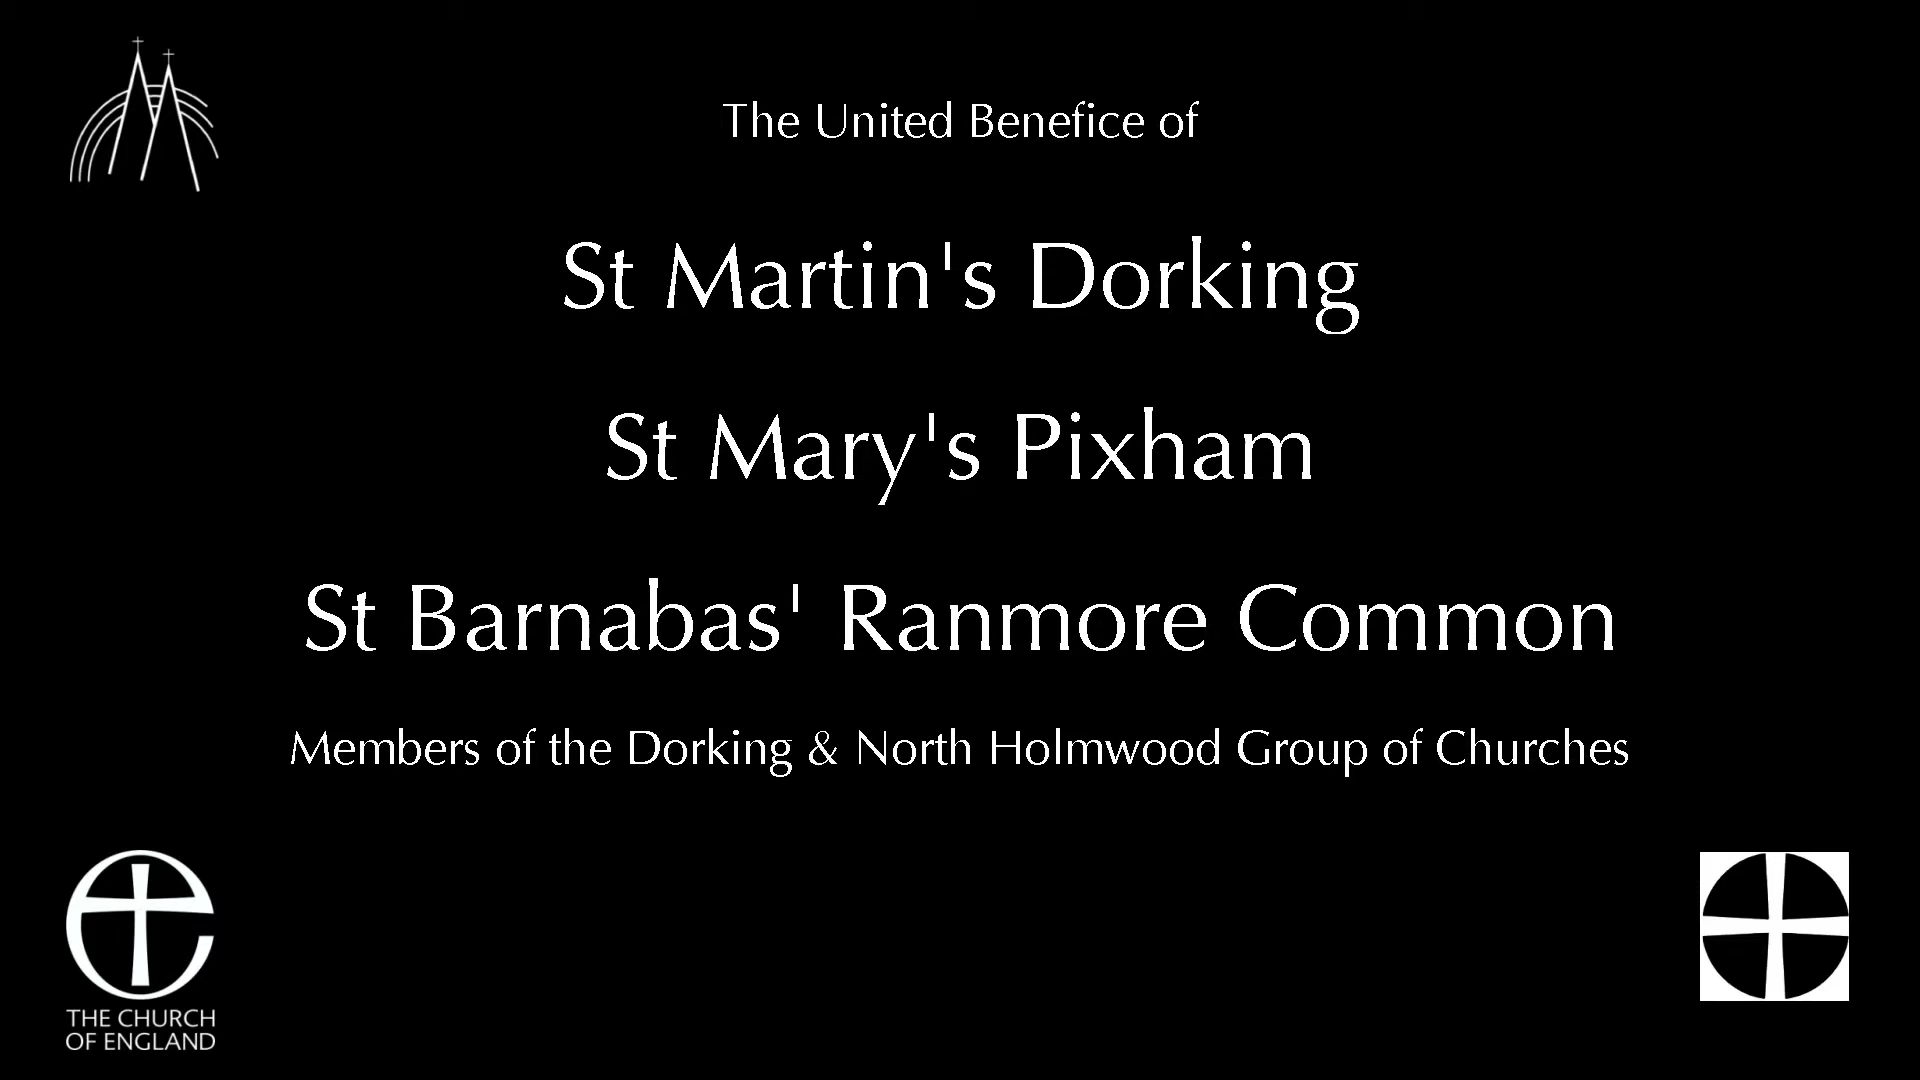 The United Benefice of
St Martin's Dorking
St Mary's Pixham
St Barnabas' Ranmore Common
Members of the Dorking & North Holmwood Group of Churches
THE CHURCH
OF ENGLAND